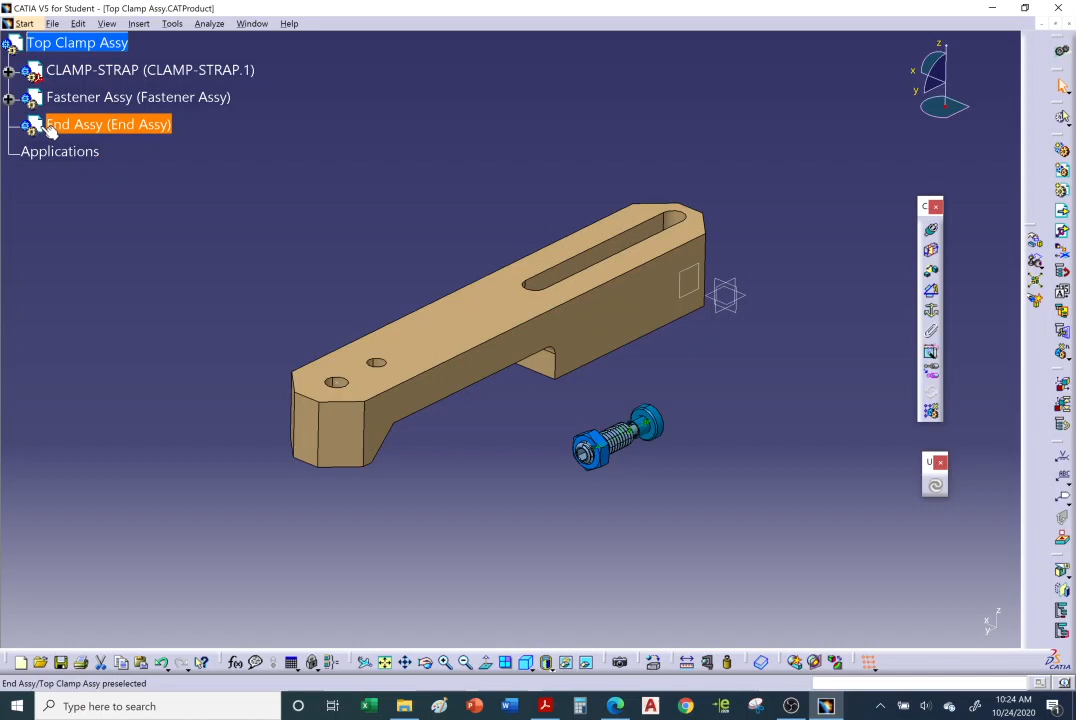 CATIA V5 for Student - [Top Clamp Assy.CATProduct]
Start File Edit View Insert Tools Analyze Window Help
Top Clamp Assy
CLAMP-STRAP (CLAMP-STRAP.1)
Fastener Assy (Fastener Assy)
End Assy (End Assy)
Applications
z
x
y
C
U
z
x
y
CATIA
End Assy/Top Clamp Assy preselected
Type here to search
10:24 AM
10/24/2020